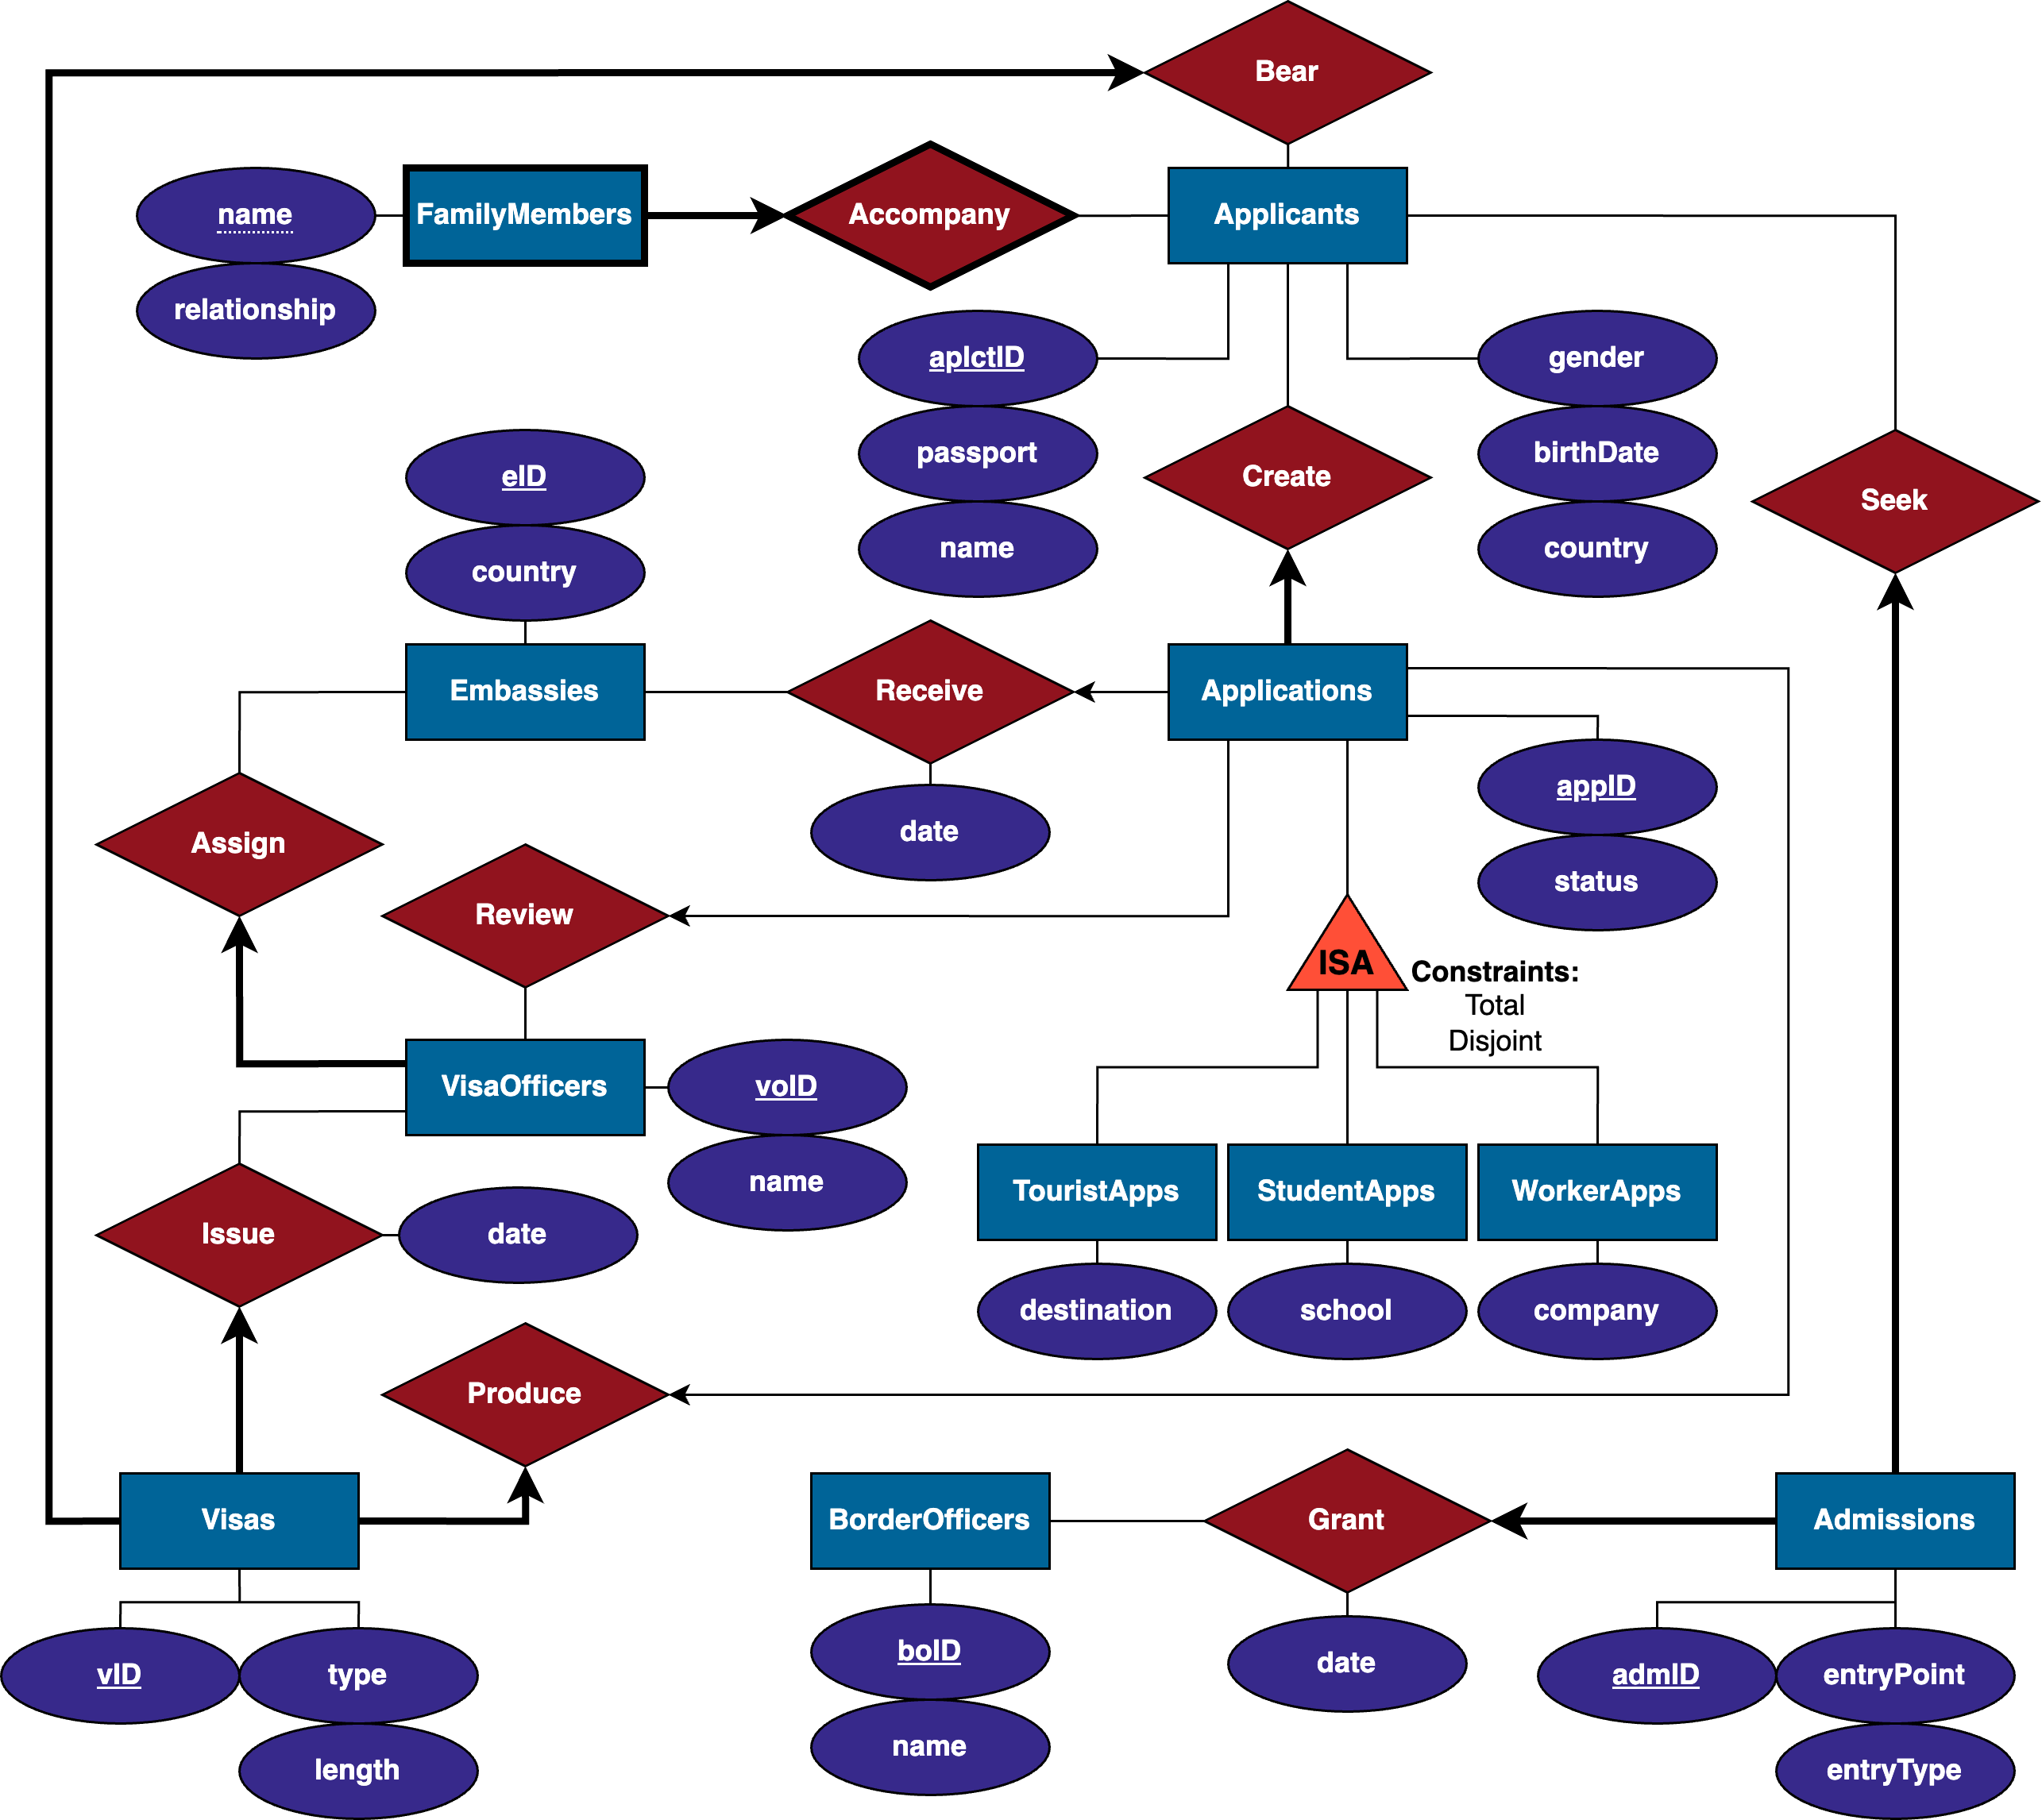 Bear
name
FamilyMembers
Accompany
Applicants
relationship
aplctID
gender
passport
birthDate
eID
Create
Seek
name
country
country
Embassies
Receive
Applications
appID
date
Assign
status
Review
ISA
Constraints:
Total
Disjoint
VisaOfficers
voID
name
TouristApps
StudentApps
WorkerApps
Issue
date
destination
school
company
Produce
Visas
BorderOfficers
Grant
Admissions
vID
type
boID
date
admID
entryPoint
length
name
entryType